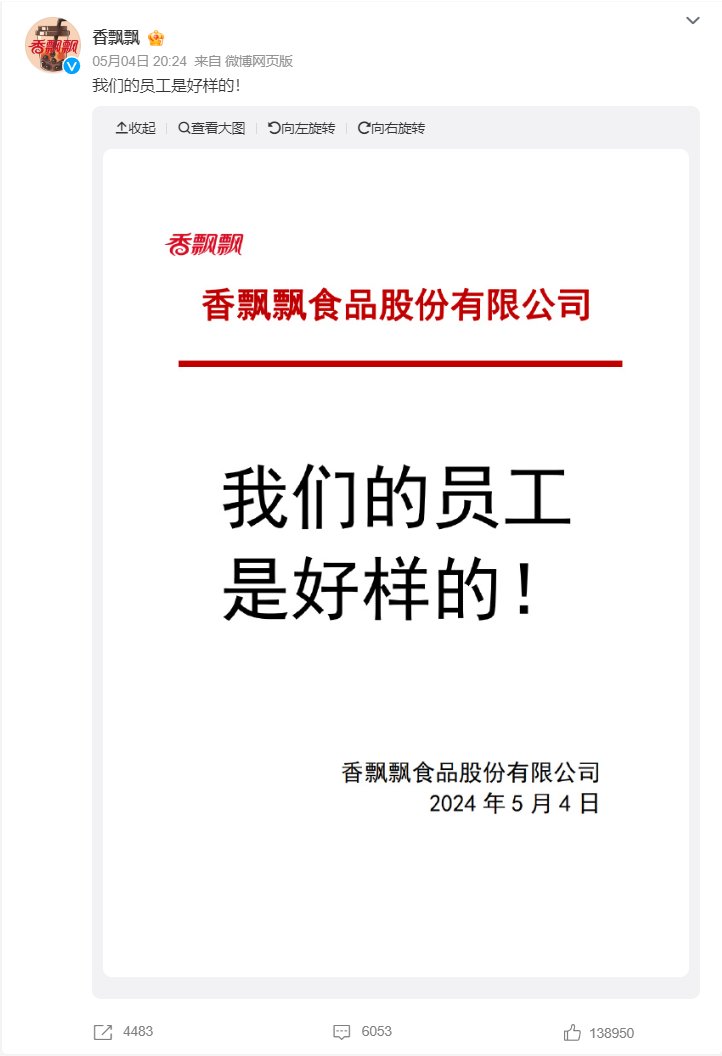 香飘飘
香飘飘
05月04日 20:24 来自 微博网页版
我们的员工是好样的!
收起 查看大图 向左旋转 向右旋转
香飘飘
香飘飘食品股份有限公司
我们的员工
是好样的!
香飘飘食品股份有限公司
2024 年 5 月 4 日
4483 6053 138950